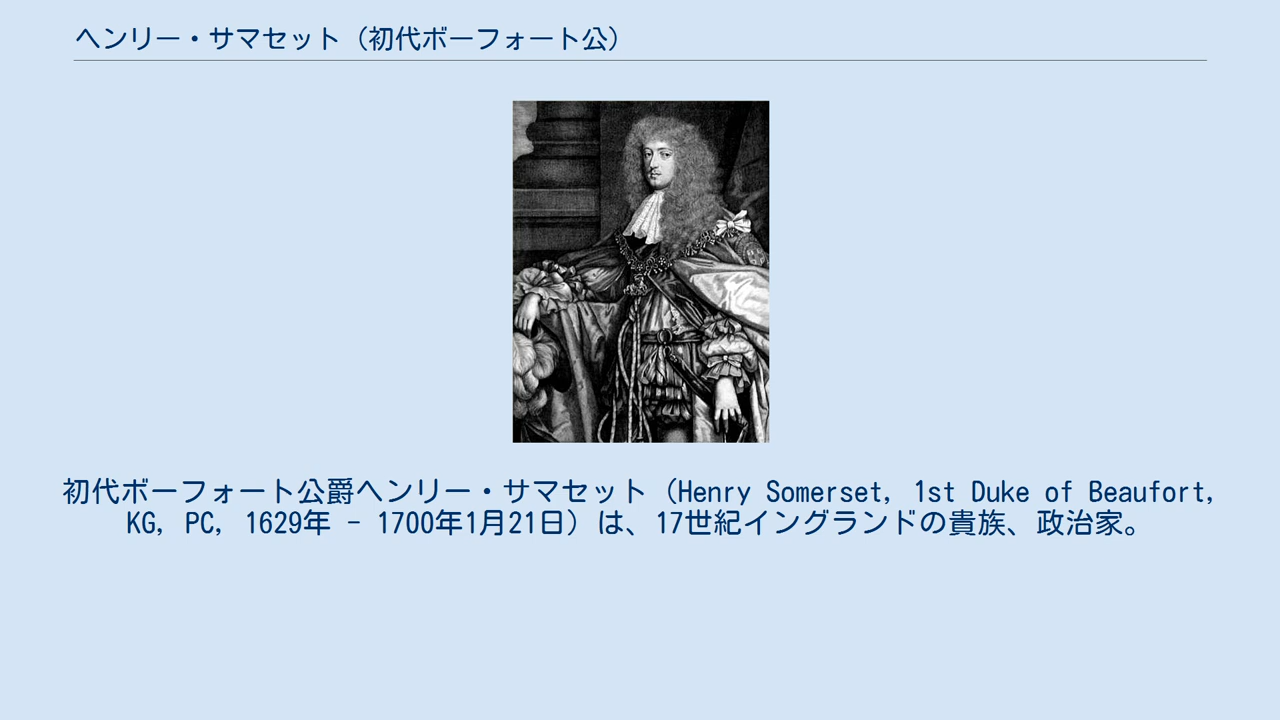 ヘンリー・サマセット（初代ボーフォート公）
初代ボーフォート公爵ヘンリー・サマセット（Henry Somerset, 1st Duke of Beaufort,
KG, PC, 1629年 – 1700年1月21日）は、17世紀イングランドの貴族、政治家。